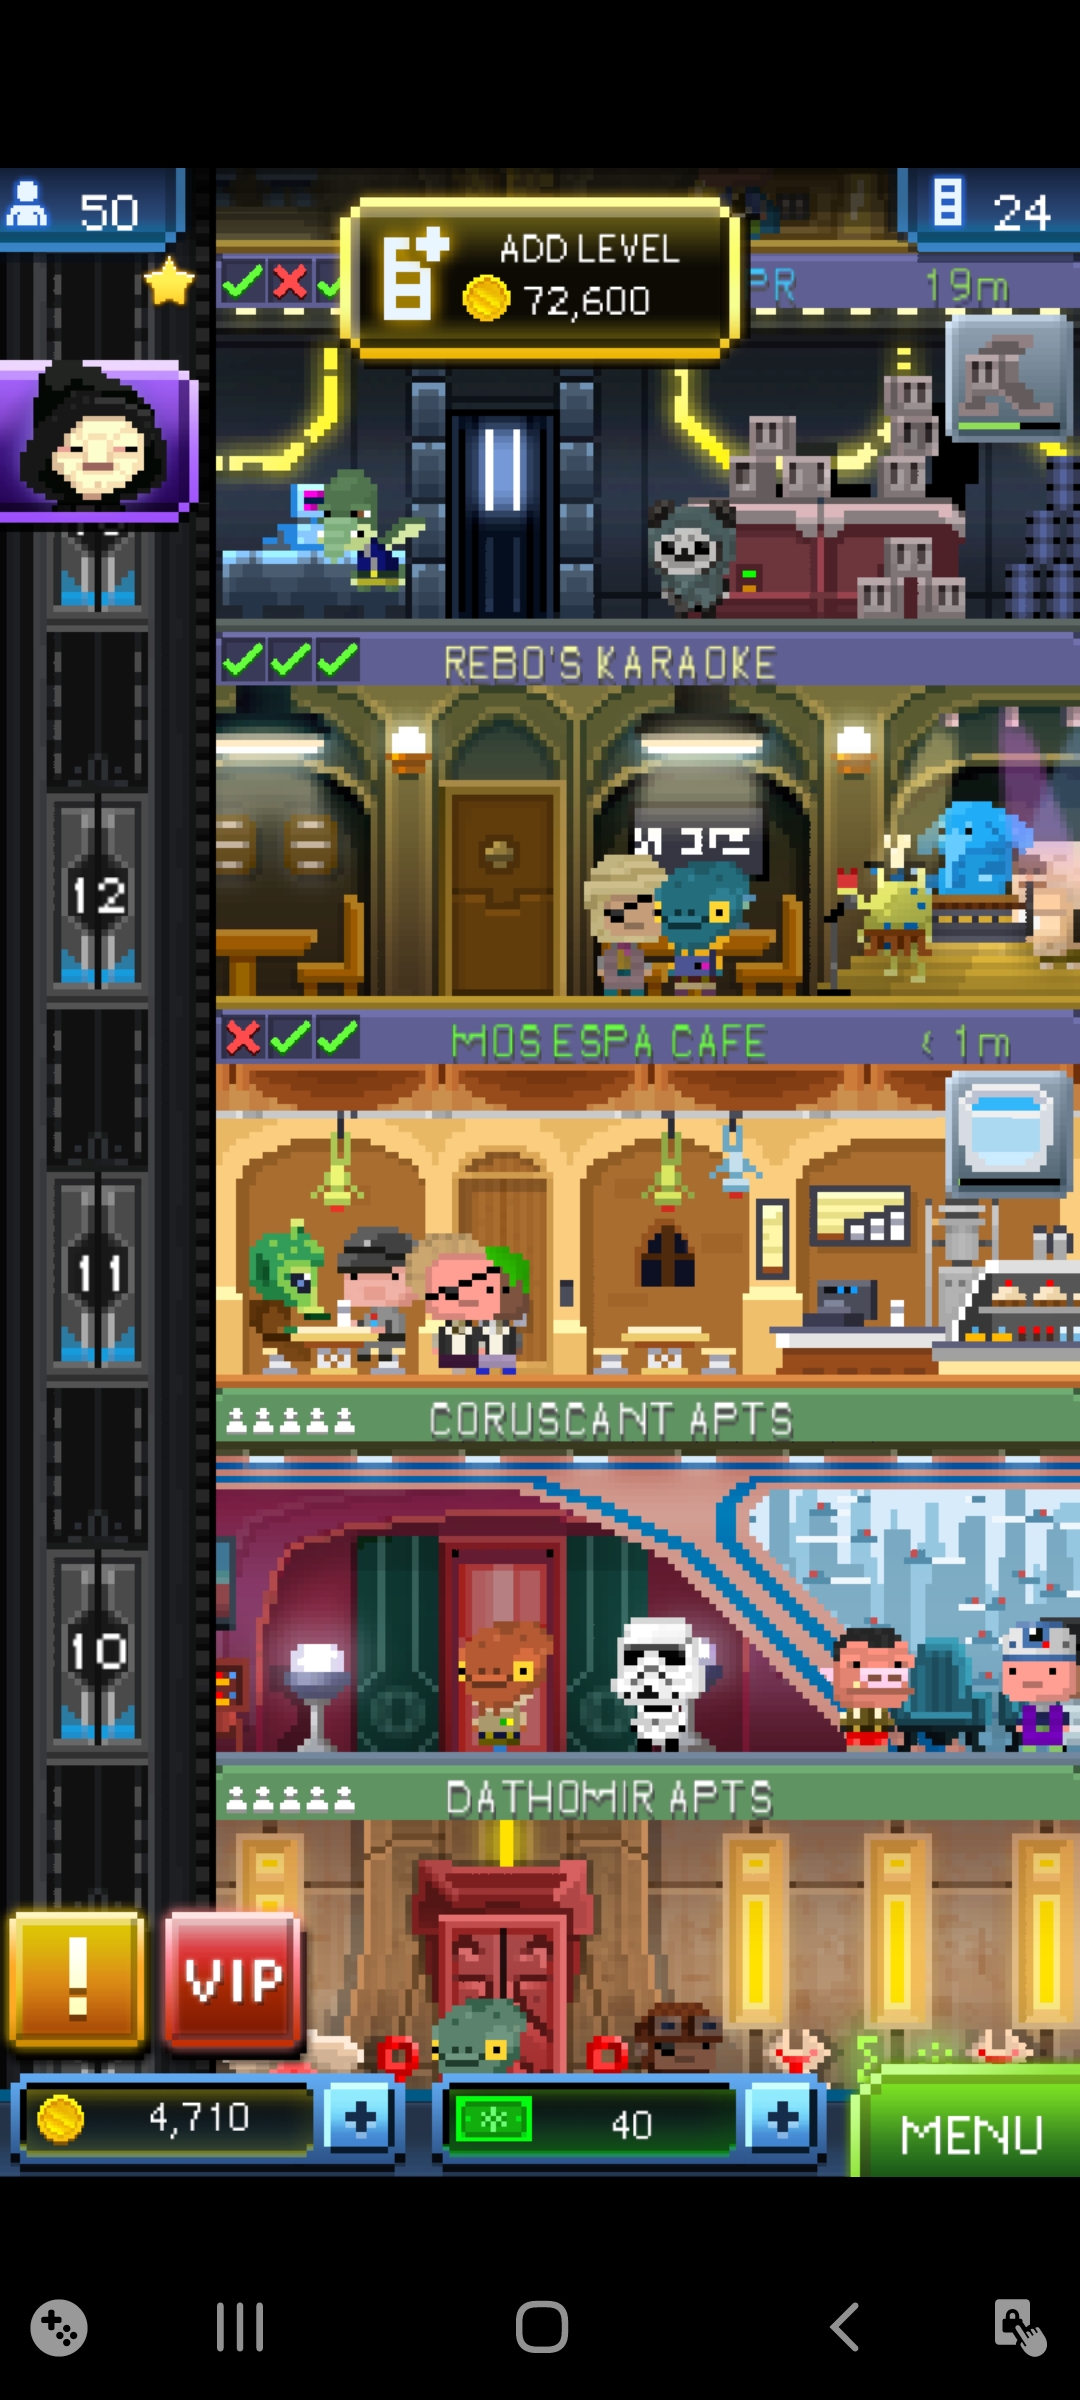 50
ADD LEVEL
72,600
24
PR 19m
REBO'S KARAOKE
12
MOS ESPA CAFE < 1m
11
CORUSCANT APTS
10
DATHOMIR APTS
! VIP
5
4,710 + 40 + MENU